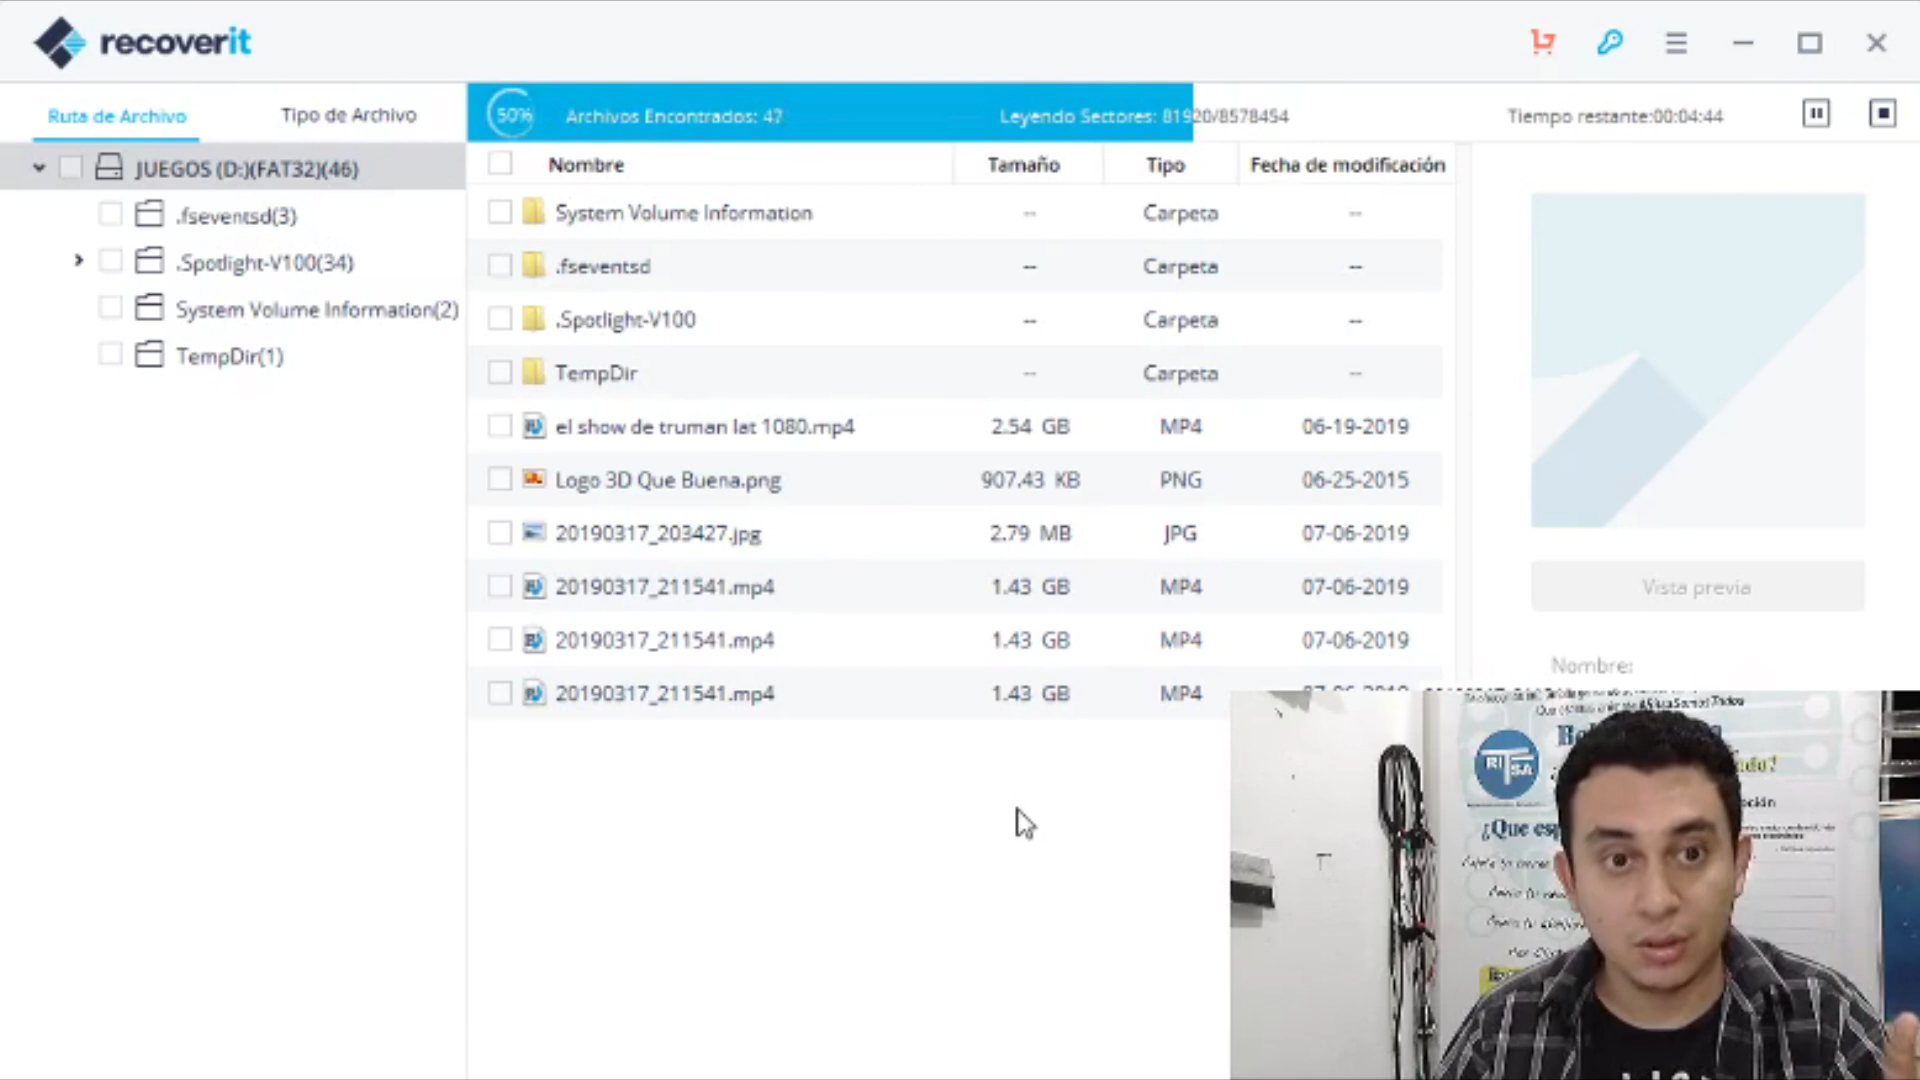 recoverit
Ruta de Archivo
Tipo de Archivo
50%
Archivos Encontrados: 47
Leyendo Sectores: 81920/8578454
Tiempo restante:00:04:44
JUEGOS (D:)(FAT32)(46)
.fseventsd(3)
.Spotlight-V100(34)
System Volume Information(2)
TempDir(1)
Nombre
Tamaño
Tipo
Fecha de modificación
System Volume Information -- Carpeta --
.fseventsd -- Carpeta --
.Spotlight-V100 -- Carpeta --
TempDir -- Carpeta --
el show de truman lat 1080.mp4 2.54 GB MP4 06-19-2019
Logo 3D Que Buena.png 907.43 KB PNG 06-25-2015
20190317_203427.jpg 2.79 MB JPG 07-06-2019
20190317_211541.mp4 1.43 GB MP4 07-06-2019
20190317_211541.mp4 1.43 GB MP4 07-06-2019
20190317_211541.mp4 1.43 GB MP4
Vista previa
Nombre:
Somos Todos
RITSA
¿Que